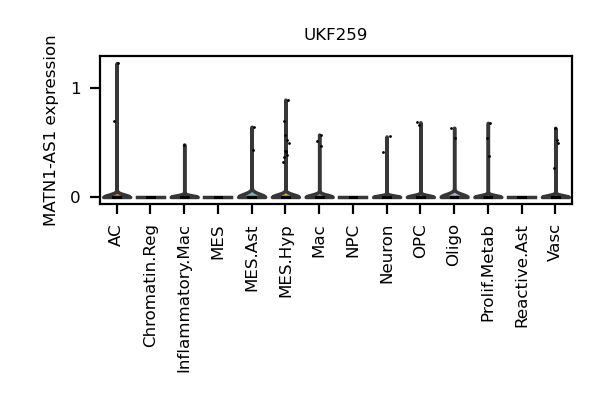 UKF259
MATN1-AS1 expression
1
0
AC
Chromatin.Reg
Inflammatory.Mac
MES
MES.Ast
MES.Hyp
Mac
NPC
Neuron
OPC
Oligo
Prolif.Metab
Reactive.Ast
Vasc